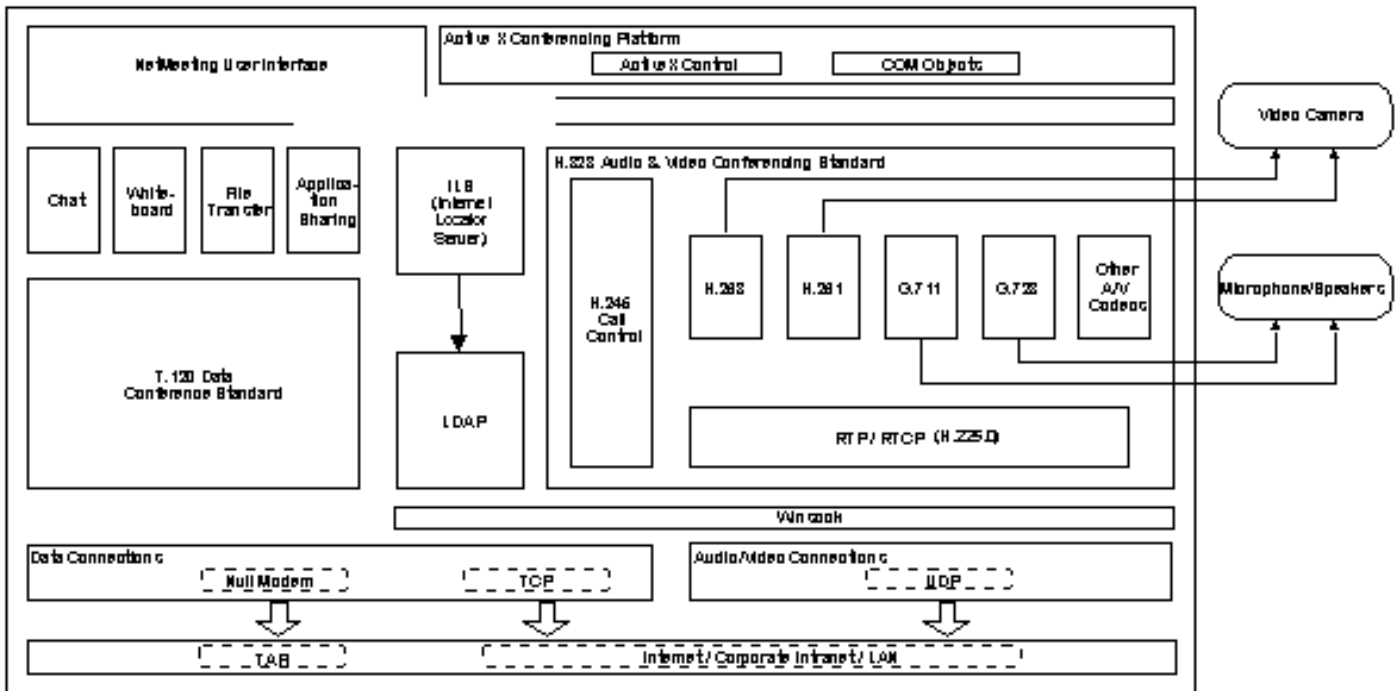 NetMeeting User Interface
Active X Conferencing Platform
Active X Control
COM Objects
Video Camera
Chat
White-
board
File
Transfer
Applica-
tion
Sharing
ILS
(Internet
Locator
Server)
H.323 Audio & Video Conferencing Standard
H.245
Call
Control
H.263
H.261
G.711
G.723
Other
A/V
Codecs
Microphone/Speakers
T.120 Data
Conference Standard
LDAP
RTP/RTCP (H.225.0)
Winsock
Data Connections
Null Modem
TCP
Audio/Video Connections
UDP
Internet / Corporate Intranet / LAN